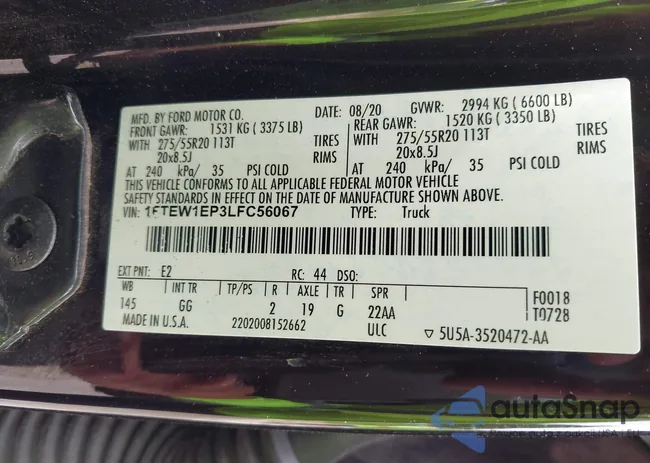 MFD. BY FORD MOTOR CO. DATE: 08/20 GVWR: 2994 KG ( 6600 LB)
FRONT GAWR: 1531 KG ( 3375 LB) REAR GAWR: 1520 KG ( 3350 LB)
WITH 275/55R20 113T TIRES WITH 275/55R20 113T TIRES
20x8.5J RIMS 20x8.5J RIMS
AT 240 kPa/ 35 PSI COLD AT 240 kPa/ 35 PSI COLD
THIS VEHICLE CONFORMS TO ALL APPLICABLE FEDERAL MOTOR VEHICLE
SAFETY STANDARDS IN EFFECT ON THE DATE OF MANUFACTURE SHOWN ABOVE.
VIN: 1FTEW1EP3LFC56067 TYPE: Truck
EXT PNT: E2 RC: 44 DSO:
WB INT TR TP/PS R AXLE TR SPR F0018
145 GG 2 19 G 22AA T0728
MADE IN U.S.A. 2202008152662 ULC ▽ 5U5A-3520472-AA
autoSnap